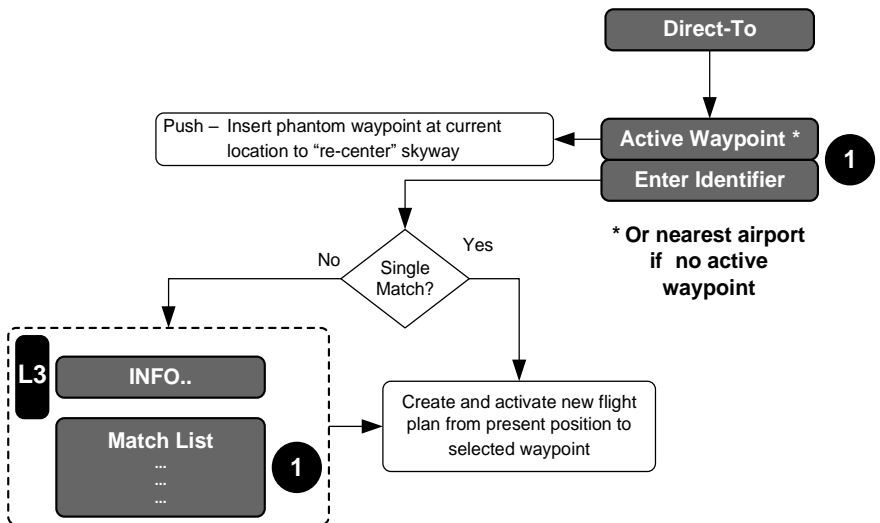 Direct-To
Push – Insert phantom waypoint at current
location to “re-center” skyway
Active Waypoint *
Enter Identifier
1
* Or nearest airport
if no active
waypoint
No
Yes
Single
Match?
L3
INFO..
Match List
...
...
...
1
Create and activate new flight
plan from present position to
selected waypoint